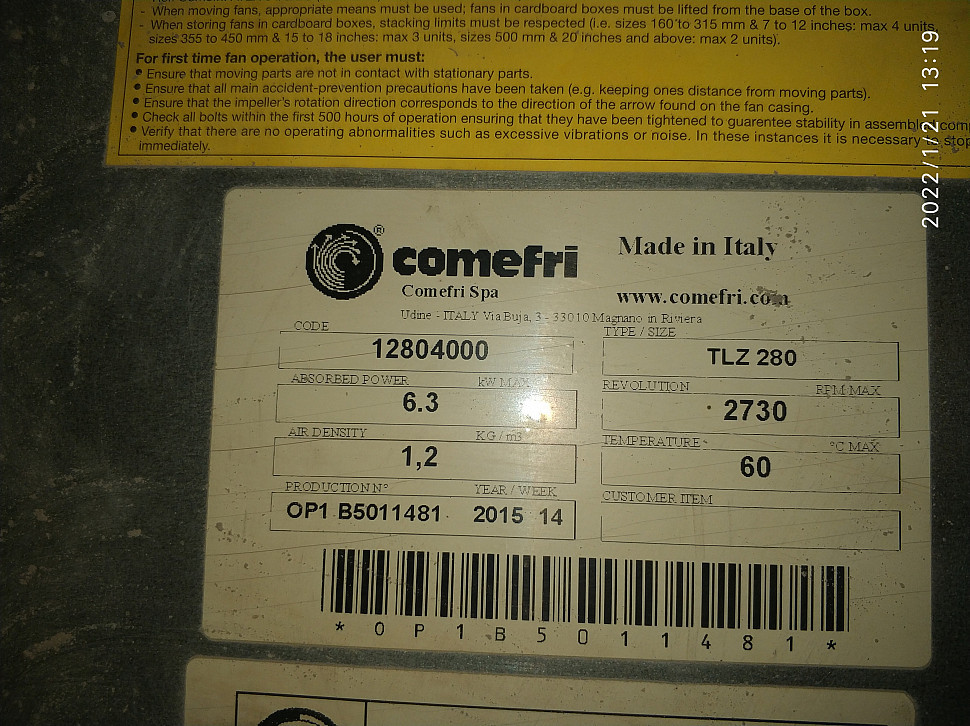 - When moving fans, appropriate means must be used; fans in cardboard boxes must be lifted from the base of the box.
- When storing fans in cardboard boxes, stacking limits must be respected (i.e. sizes 160 to 315 mm & 7 to 12 inches: max 4 units,
sizes 355 to 450 mm & 15 to 18 inches: max 3 units, sizes 500 mm & 20 inches and above: max 2 units).
For first time fan operation, the user must:
• Ensure that moving parts are not in contact with stationary parts.
• Ensure that all main accident-prevention precautions have been taken (e.g. keeping ones distance from moving parts).
• Ensure that the impeller's rotation direction corresponds to the direction of the arrow found on the fan casing.
• Check all bolts within the first 500 hours of operation ensuring that they have been tightened to guarentee stability in assembly
• Verify that there are no operating abnormalities such as excessive vibrations or noise. In these instances it is necessary stop
immediately.
2022/1/21 13:19
® comefri Made in Italy
Comefri Spa www.comefri.com
Udine - ITALY Via Buja, 3 - 33010 Magnano in Riviera
CODE TYPE / SIZE
12804000 TLZ 280
ABSORBED POWER kW MAX REVOLUTION RPM MAX
6.3 2730
AIR DENSITY KG / m3 TEMPERATURE °C MAX
1,2 60
PRODUCTION N° YEAR / WEEK CUSTOMER ITEM
OP1 B5011481 2015 14
* 0 P 1 B 5 0 1 1 4 8 1 *